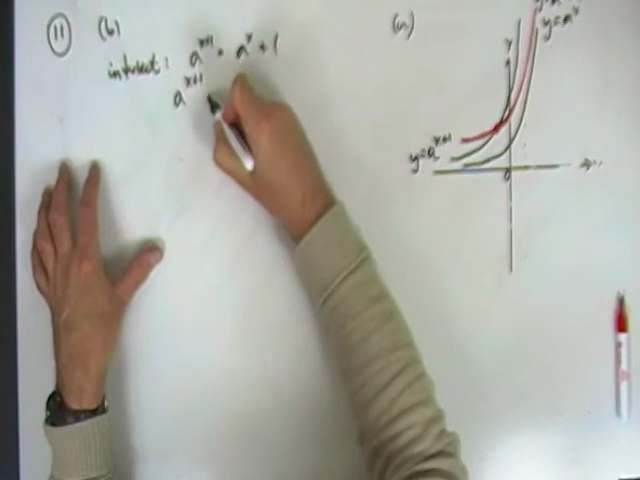 11 (b)
intersect: a^{x+1} = a^x + 1
a^{x+1}
(a)
y
y=a^x
y=a^{x+1}
0